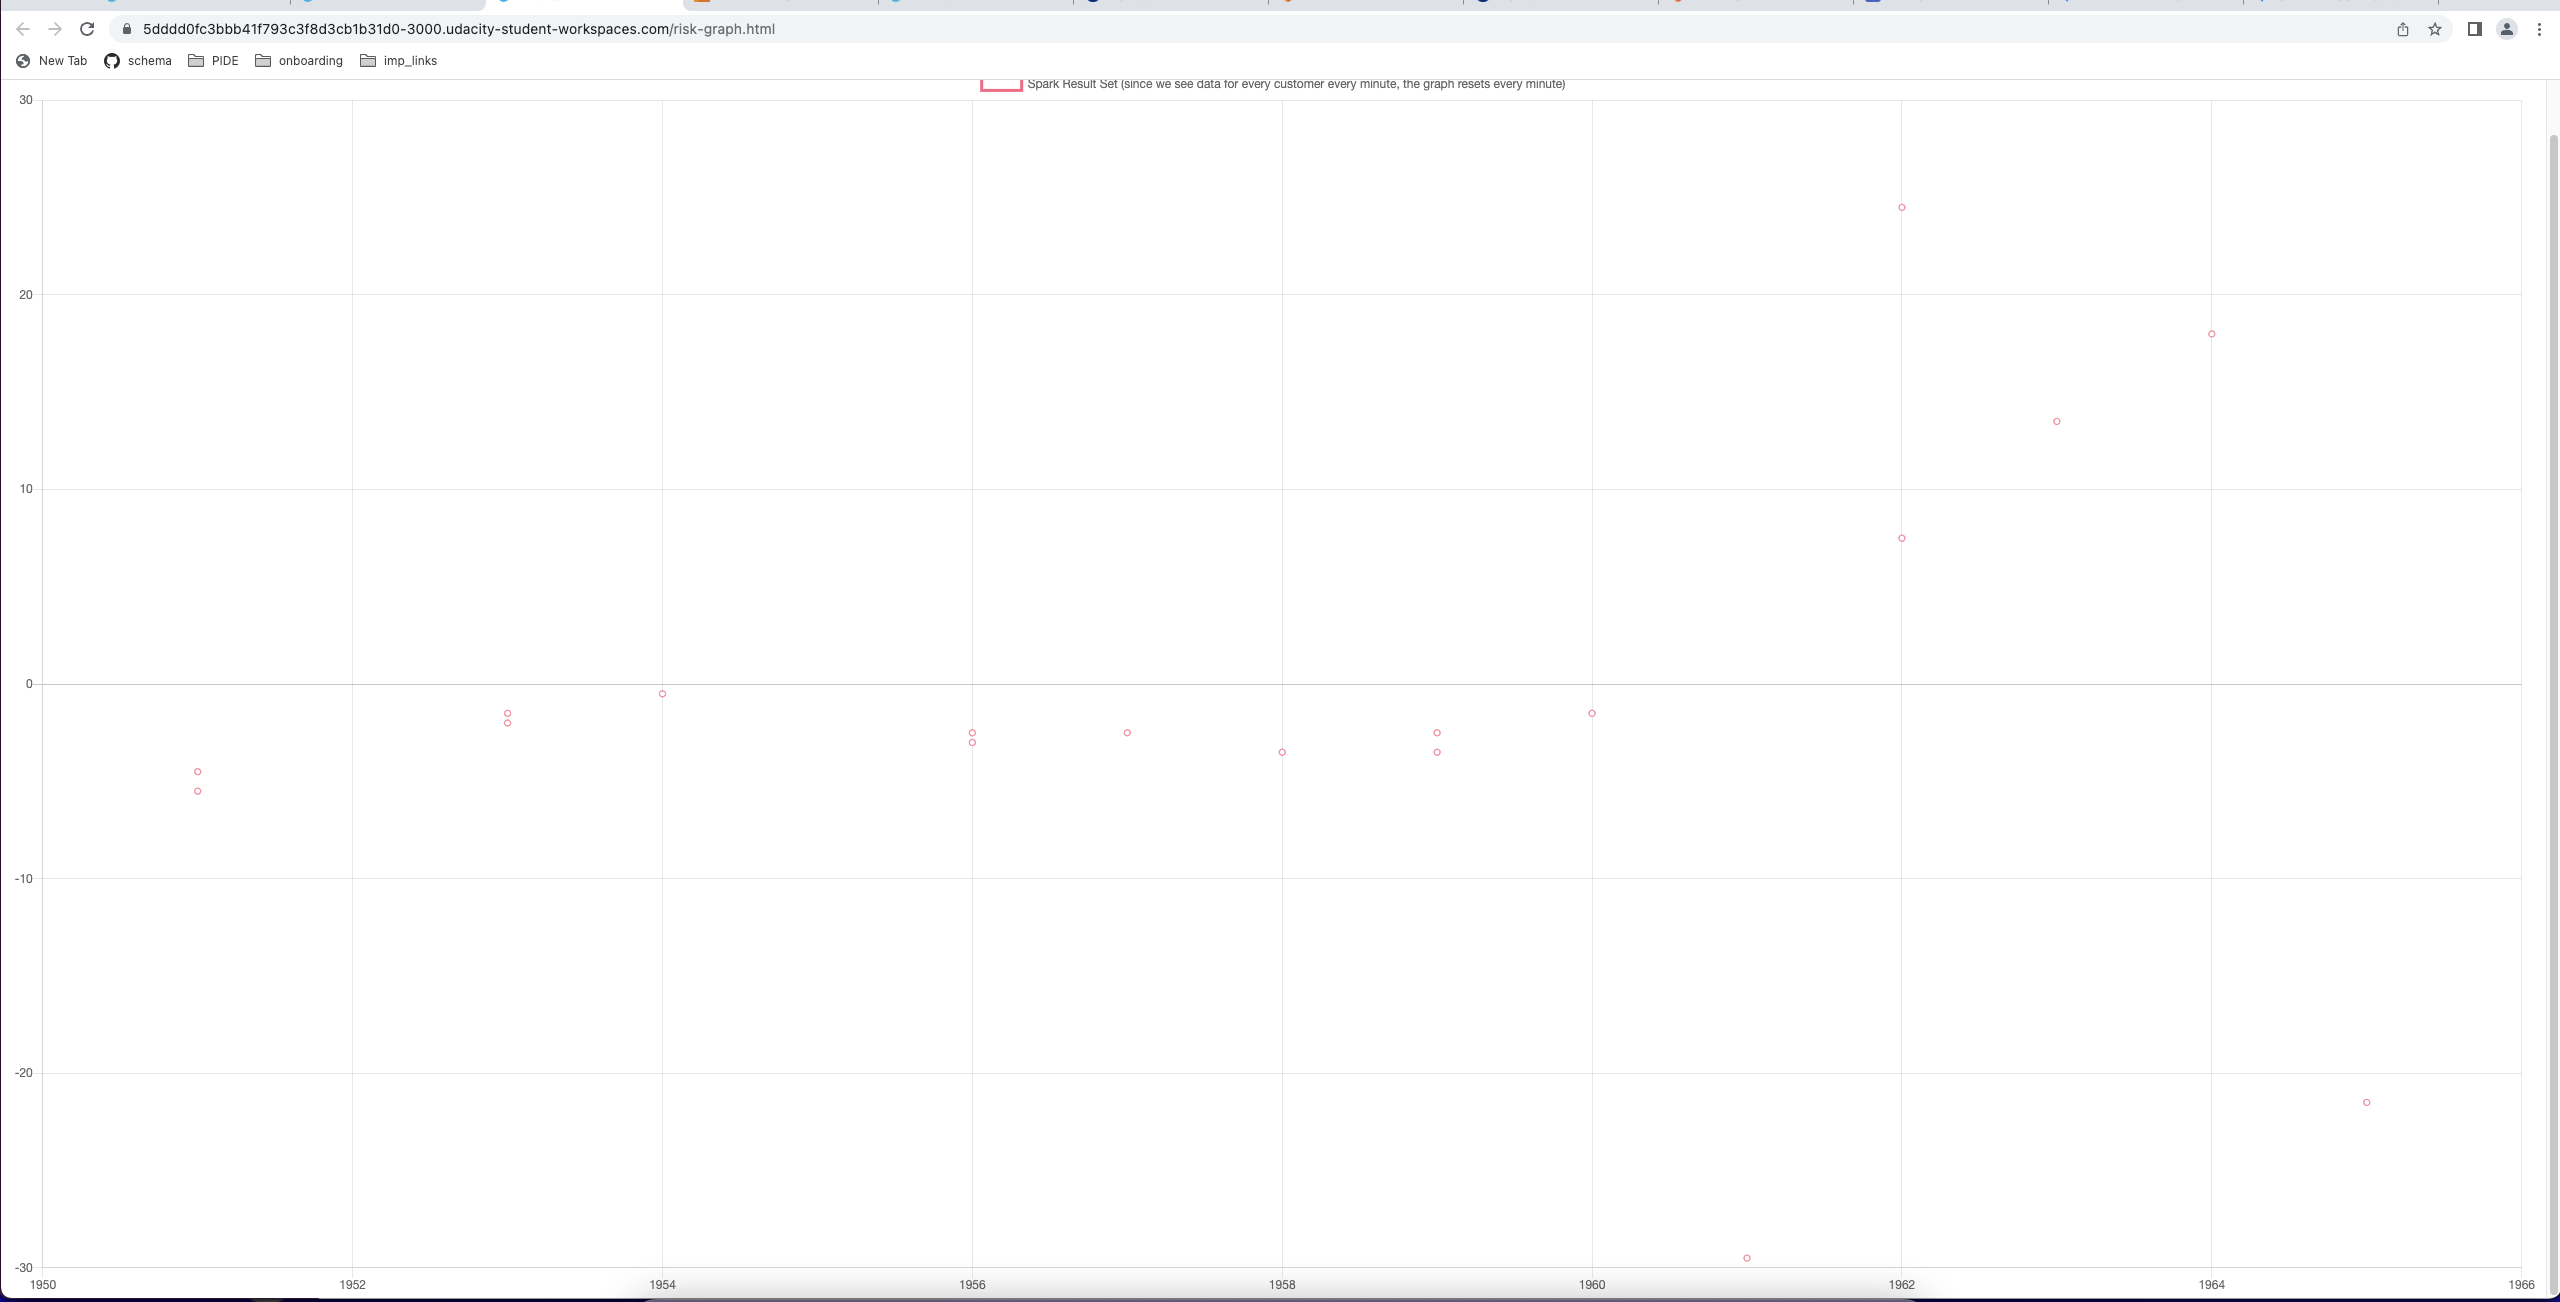 5dddd0fc3bbb41f793c3f8d3cb1b31d0-3000.udacity-student-workspaces.com/risk-graph.html
New Tab schema PIDE onboarding imp_links
Spark Result Set (since we see data for every customer every minute, the graph resets every minute)
30
20
10
0
-10
-20
-30
1950 1952 1954 1956 1958 1960 1962 1964 1966